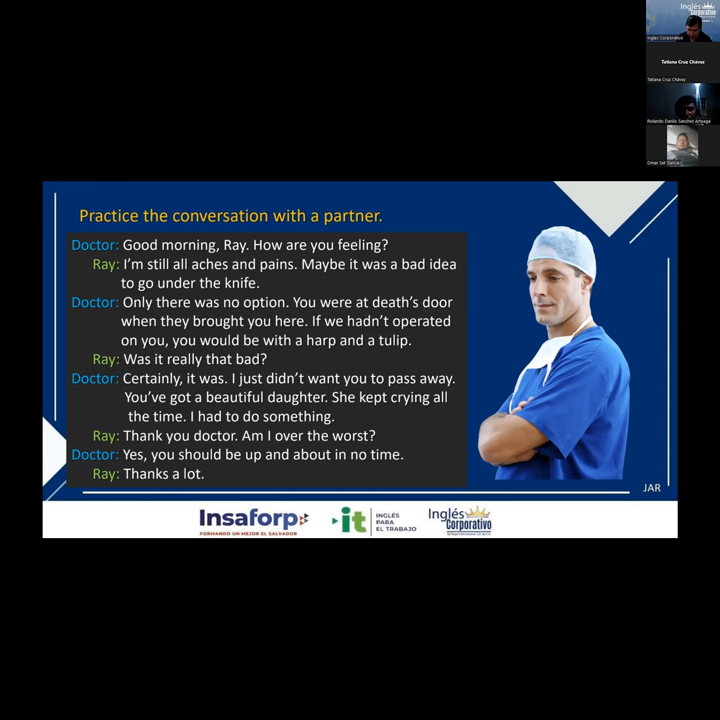 Inglés
Corporativo
Ingles Corporativo
Tatiana Cruz Chávez
Tatiana Cruz Chávez
Rolando Danilo Sanchez Arteaga
Omar Set Galicia
Practice the conversation with a partner.
Doctor: Good morning, Ray. How are you feeling?
Ray: I'm still all aches and pains. Maybe it was a bad idea
to go under the knife.
Doctor: Only there was no option. You were at death's door
when they brought you here. If we hadn't operated
on you, you would be with a harp and a tulip.
Ray: Was it really that bad?
Doctor: Certainly, it was. I just didn't want you to pass away.
You've got a beautiful daughter. She kept crying all
the time. I had to do something.
Ray: Thank you doctor. Am I over the worst?
Doctor: Yes, you should be up and about in no time.
Ray: Thanks a lot.
JAR
Insaforp
FORMANDO UN MEJOR EL SALVADOR
it
INGLÉS
PARA
EL TRABAJO
Inglés
Corporativo